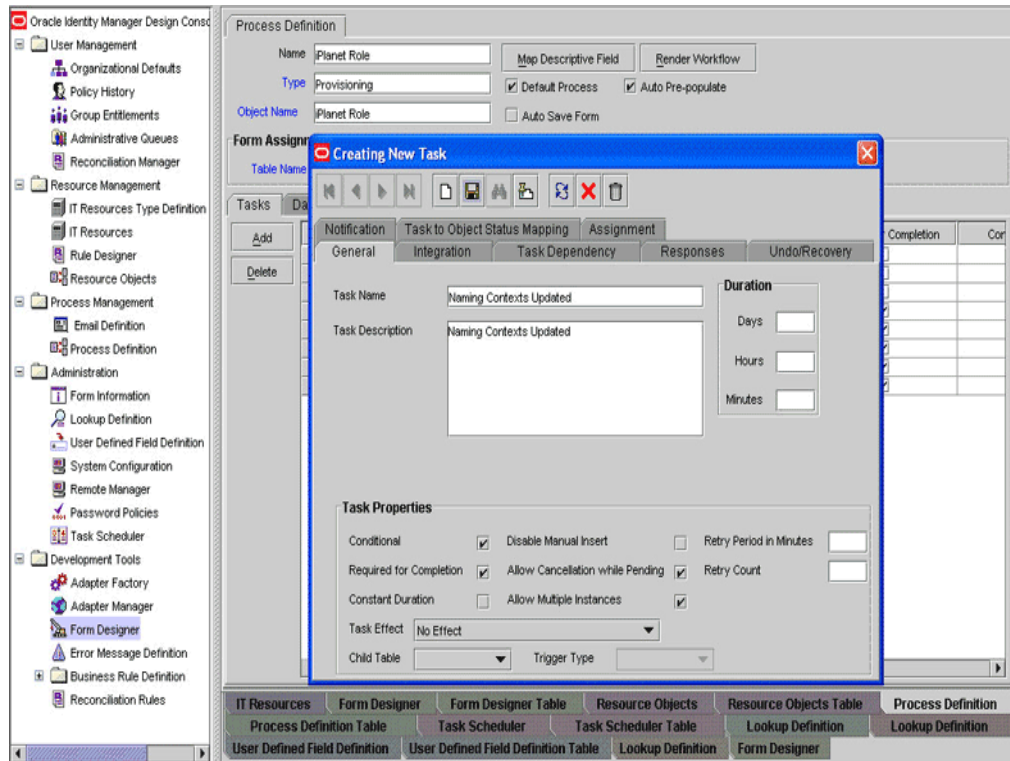 Oracle Identity Manager Design Consc
User Management
Organizational Defaults
Policy History
Group Entitlements
Administrative Queues
Reconciliation Manager
Resource Management
IT Resources Type Definition
IT Resources
Rule Designer
Resource Objects
Process Management
Email Definition
Process Definition
Administration
Form Information
Lookup Definition
User Defined Field Definition
System Configuration
Remote Manager
Password Policies
Task Scheduler
Development Tools
Adapter Factory
Adapter Manager
Form Designer
Error Message Definition
Business Rule Definition
Reconciliation Rules
Process Definition
Name iPlanet Role Map Descriptive Field Render Workflow
Type Provisioning Default Process Auto Pre-populate
Object Name iPlanet Role Auto Save Form
Form Assignm
Table Name
Tasks Da
Add
Delete
Completion Cor
Creating New Task
Notification Task to Object Status Mapping Assignment
General Integration Task Dependency Responses Undo/Recovery
Task Name Naming Contexts Updated
Task Description Naming Contexts Updated
Duration
Days
Hours
Minutes
Task Properties
Conditional Disable Manual Insert Retry Period in Minutes
Required for Completion Allow Cancellation while Pending Retry Count
Constant Duration Allow Multiple Instances
Task Effect No Effect
Child Table Trigger Type
IT Resources Form Designer Form Designer Table Resource Objects Resource Objects Table Process Definition
Process Definition Table Task Scheduler Task Scheduler Table Lookup Definition Lookup Definition
User Defined Field Definition User Defined Field Definition Table Lookup Definition Form Designer